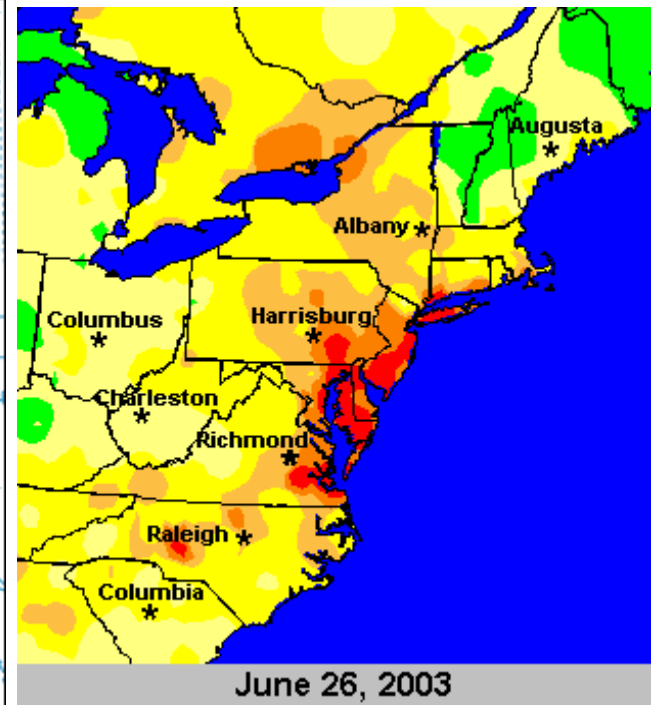 Augusta
Albany
Harrisburg
Columbus
Charleston
Richmond
Raleigh
Columbia
June 26, 2003